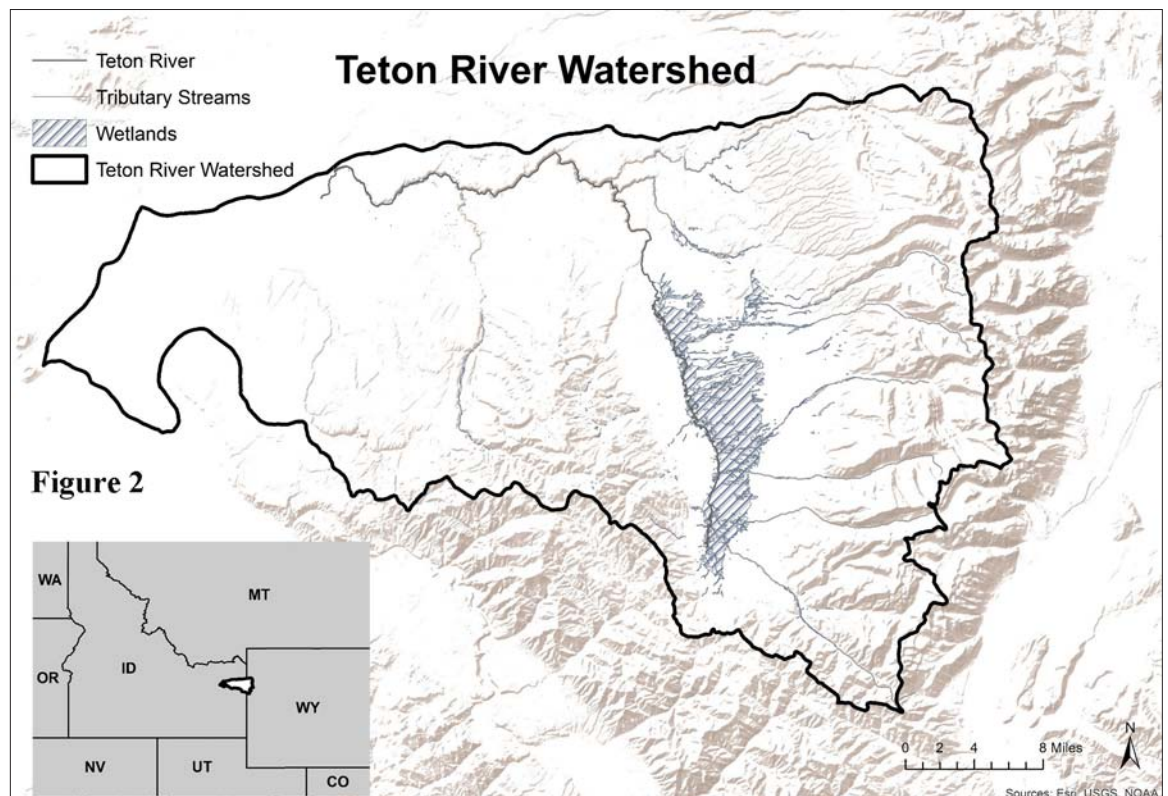 Teton River Watershed
Teton River
Tributary Streams
Wetlands
Teton River Watershed
Figure 2
WA
MT
OR
ID
WY
NV
UT
CO
N
0 2 4 8 Miles
Sources: Esri, USGS, NOAA